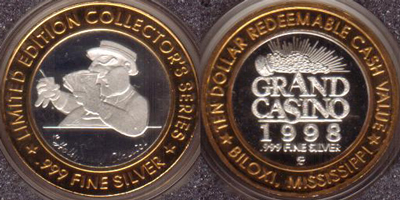 LIMITED EDITION COLLECTOR'S SERIES
.999 FINE SILVER
TEN DOLLAR REDEEMABLE CASH VALUE
GRAND
CASINO
1998
.999 FINE SILVER
G
BILOXI, MISSISSIPPI